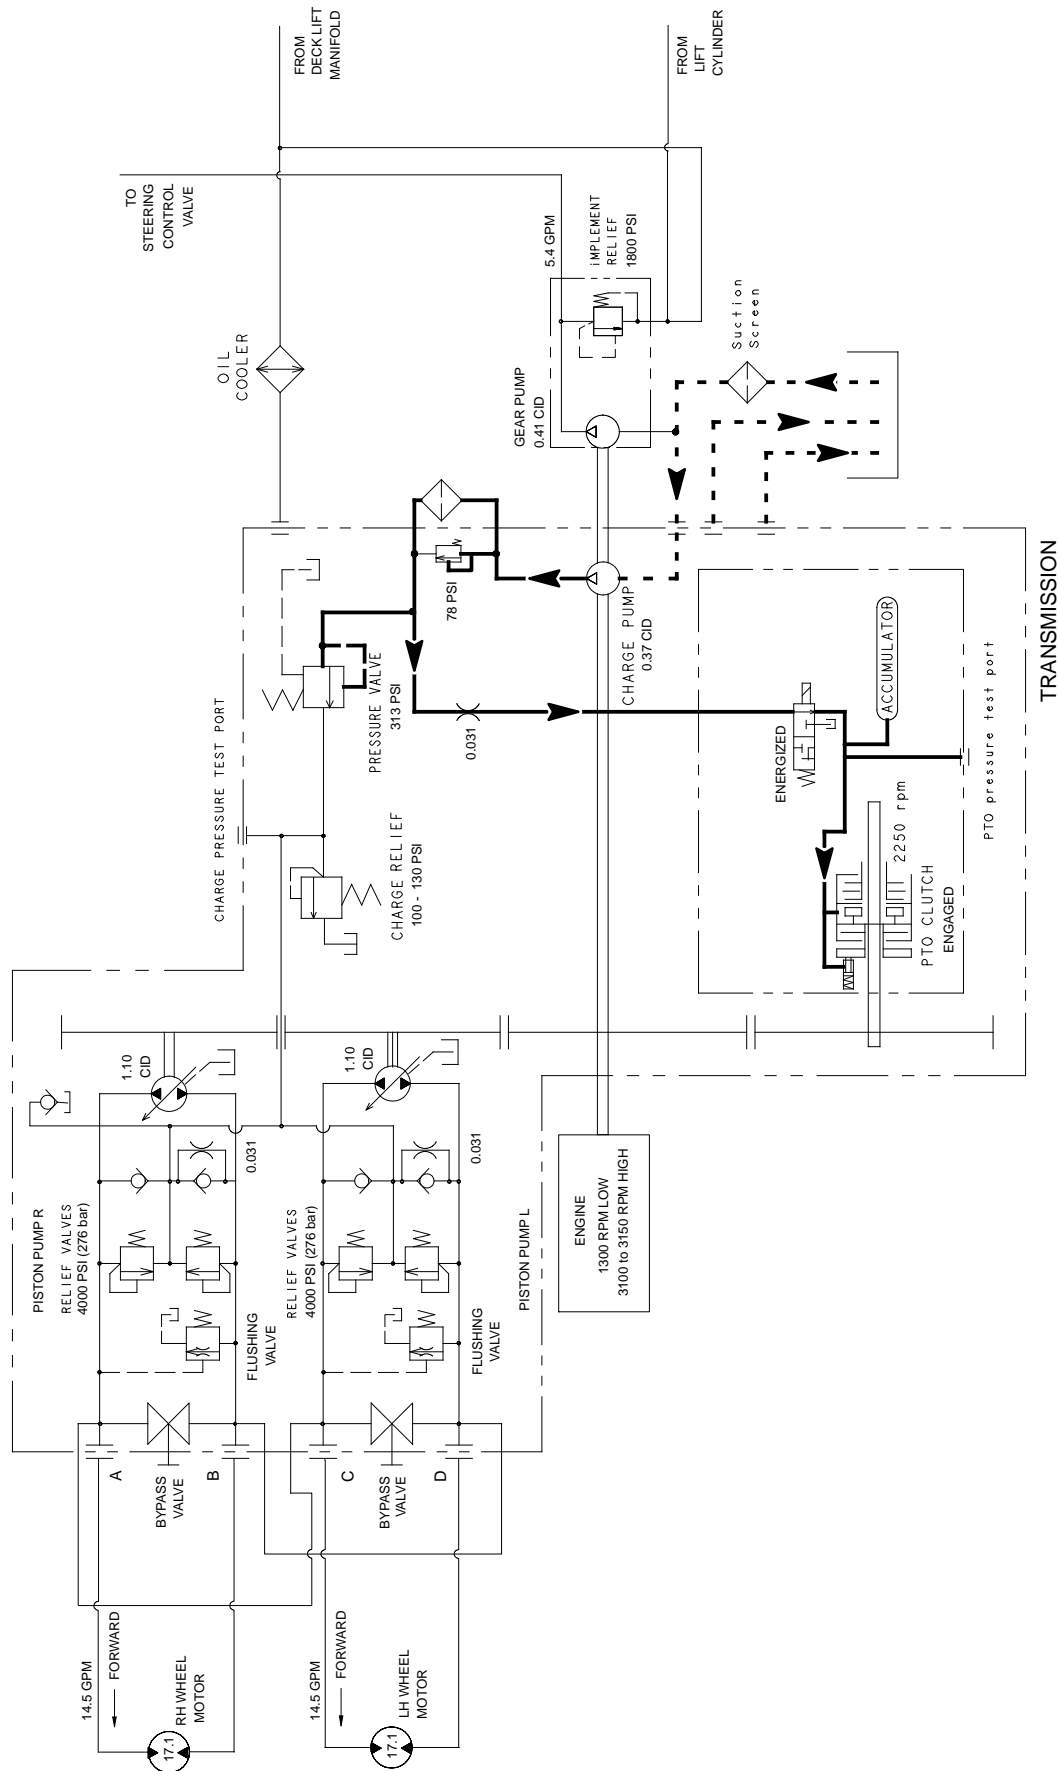 FROM
DECK LIFT
MANIFOLD
FROM
LIFT
CYLINDER
TO
STEERING
CONTROL
VALVE
5.4 GPM
iMPLEMENT
RELIEF
1800 PSI
OIL
COOLER
Suction
Screen
GEAR PUMP
0.41 CID
78 PSI
CHARGE PUMP
0.37 CID
PRESSURE VALVE
313 PSI
0.031
CHARGE PRESSURE TEST PORT
CHARGE RELIEF
100 - 130 PSI
ENERGIZED
ACCUMULATOR
PTO pressure test port
2250 rpm
PTO CLUTCH
ENGAGED
TRANSMISSION
1.10
CID
1.10
CID
0.031
0.031
PISTON PUMP R
RELIEF VALVES
4000 PSI (276 bar)
RELIEF VALVES
4000 PSI (276 bar)
PISTON PUMP L
ENGINE
1300 RPM LOW
3100 to 3150 RPM HIGH
FLUSHING
VALVE
FLUSHING
VALVE
A
B
C
D
BYPASS
VALVE
BYPASS
VALVE
14.5 GPM
FORWARD
RH WHEEL
MOTOR
17.1
14.5 GPM
FORWARD
LH WHEEL
MOTOR
17.1